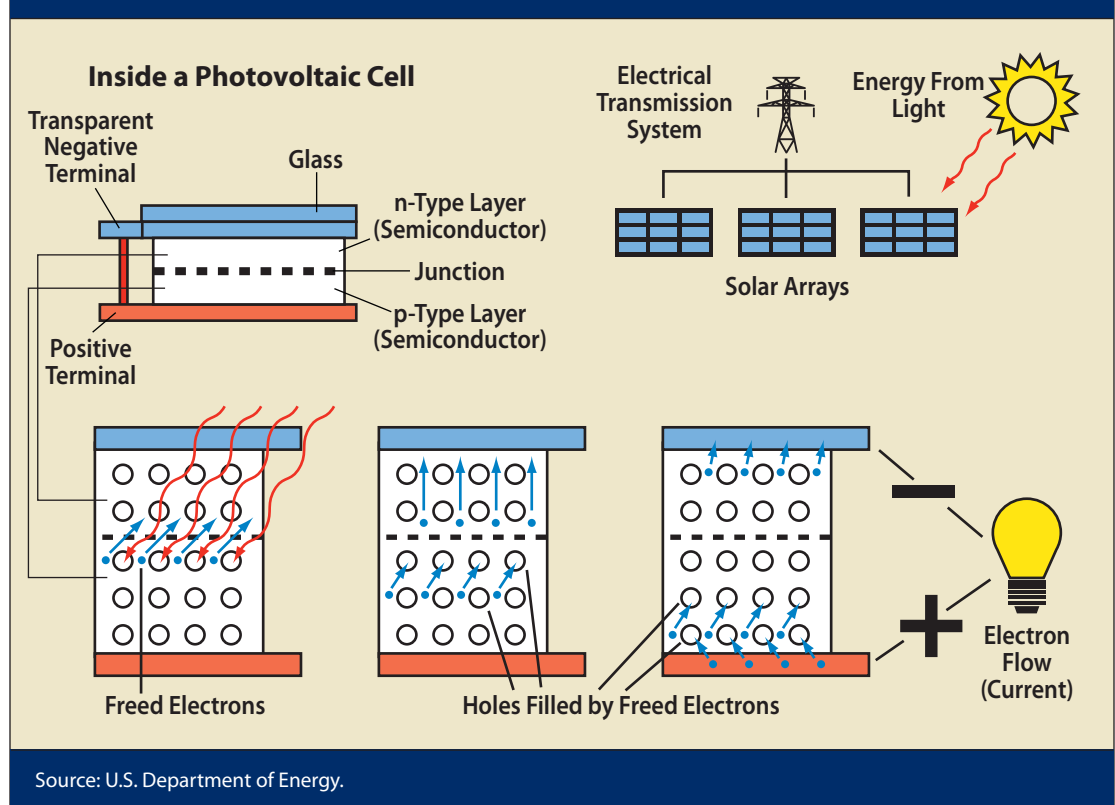 Inside a Photovoltaic Cell
Transparent
Negative
Terminal
Glass
n-Type Layer
(Semiconductor)
Junction
p-Type Layer
(Semiconductor)
Positive
Terminal
Electrical
Transmission
System
Energy From
Light
Solar Arrays
Freed Electrons
Holes Filled by Freed Electrons
Electron
Flow
(Current)
Source: U.S. Department of Energy.